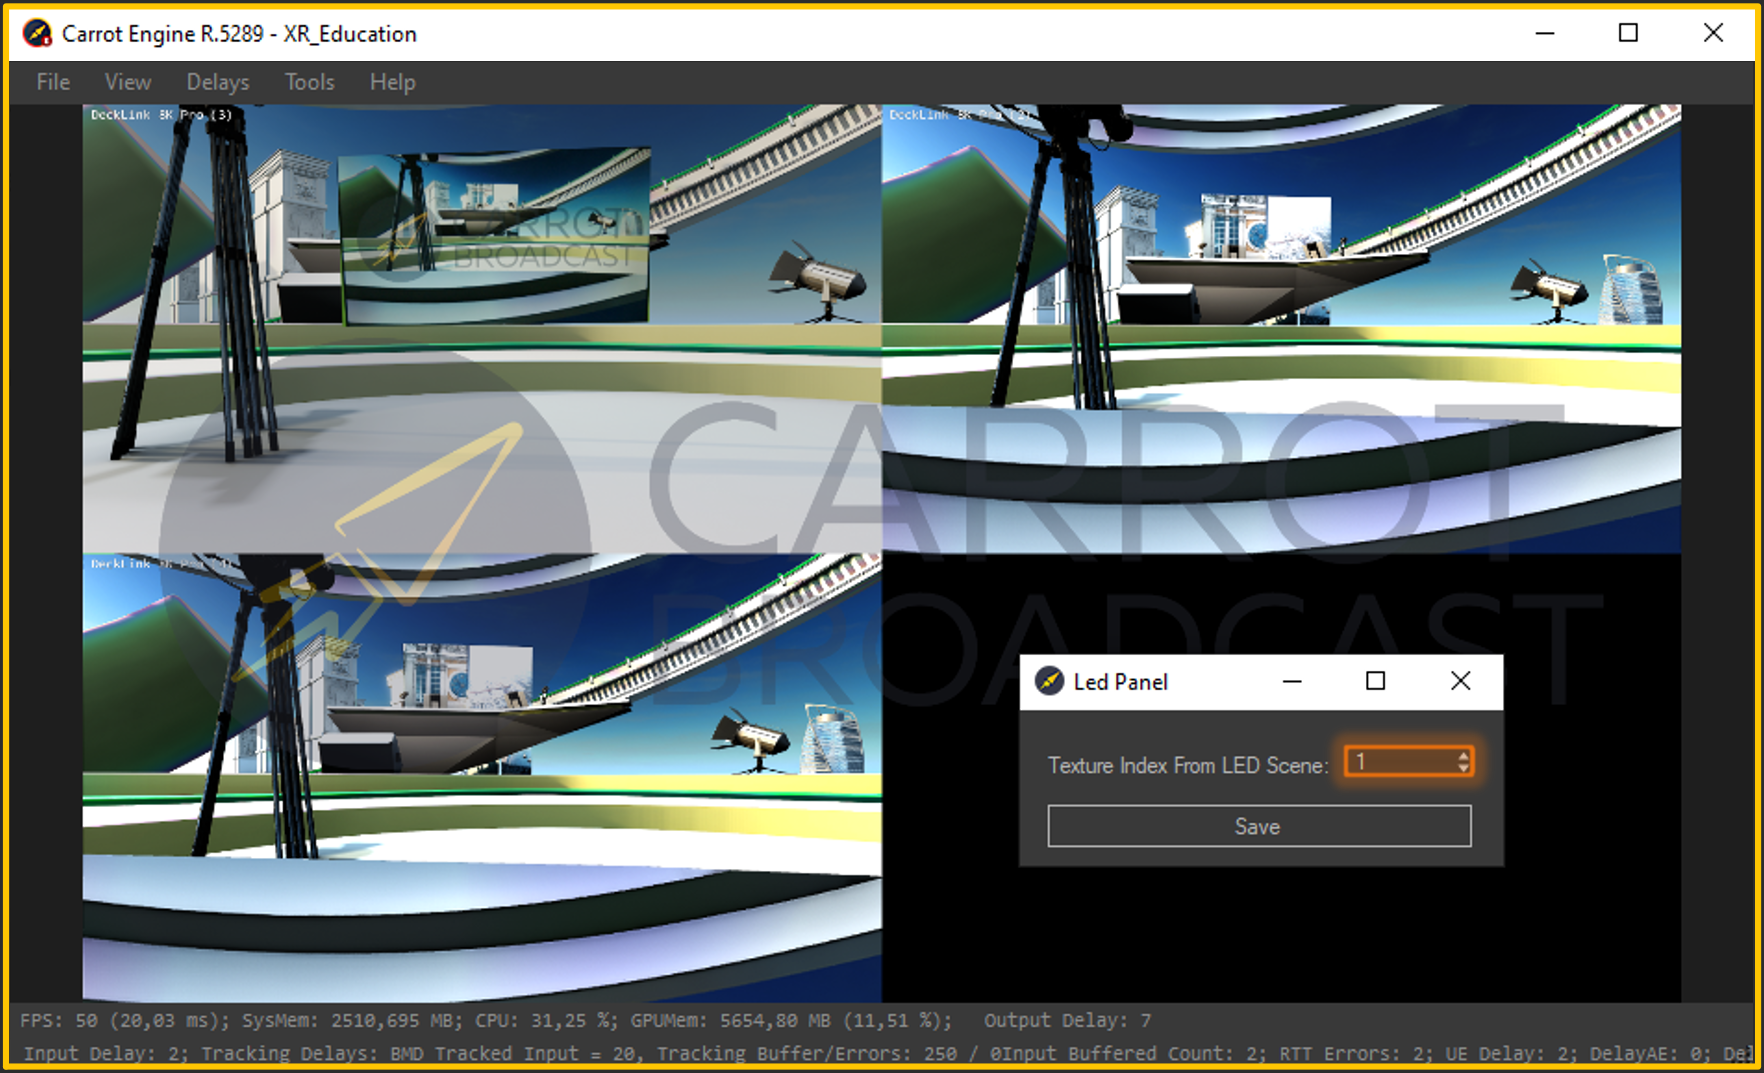 Carrot Engine R.5289 - XR_Education
File View Delays Tools Help
DeckLink 8K Pro (3)
DeckLink 8K Pro (2)
CARROT
BROADCAST
CARROT
BROADCAST
DeckLink 8K Pro (4)
Led Panel
Texture Index From LED Scene: 1
Save
FPS: 50 (20,03 ms); SysMem: 2510,695 MB; CPU: 31,25 %; GPUMem: 5654,80 MB (11,51 %); Output Delay: 7
Input Delay: 2; Tracking Delays: BMD Tracked Input = 20, Tracking Buffer/Errors: 250 / 0Input Buffered Count: 2; RTT Errors: 2; UE Delay: 2; DelayAE: 0;